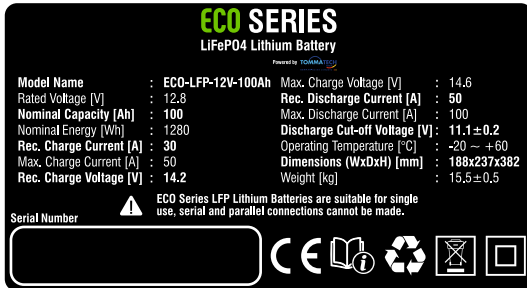 ECO SERIES
LiFePO4 Lithium Battery
Powered by TOMMATECH
Model Name : ECO-LFP-12V-100Ah
Rated Voltage [V] : 12.8
Nominal Capacity [Ah] : 100
Nominal Energy [Wh] : 1280
Rec. Charge Current [A] : 30
Max. Charge Current [A] : 50
Rec. Charge Voltage [V] : 14.2
Max. Charge Voltage [V] : 14.6
Rec. Discharge Current [A] : 50
Max. Discharge Current [A] : 100
Discharge Cut-off Voltage [V] : 11.1±0.2
Operating Temperature [°C] : -20 ~ +60
Dimensions (WxDxH) [mm] : 188x237x382
Weight [kg] : 15.5±0.5
ECO Series LFP Lithium Batteries are suitable for single
use, serial and parallel connections cannot be made.
Serial Number
CE